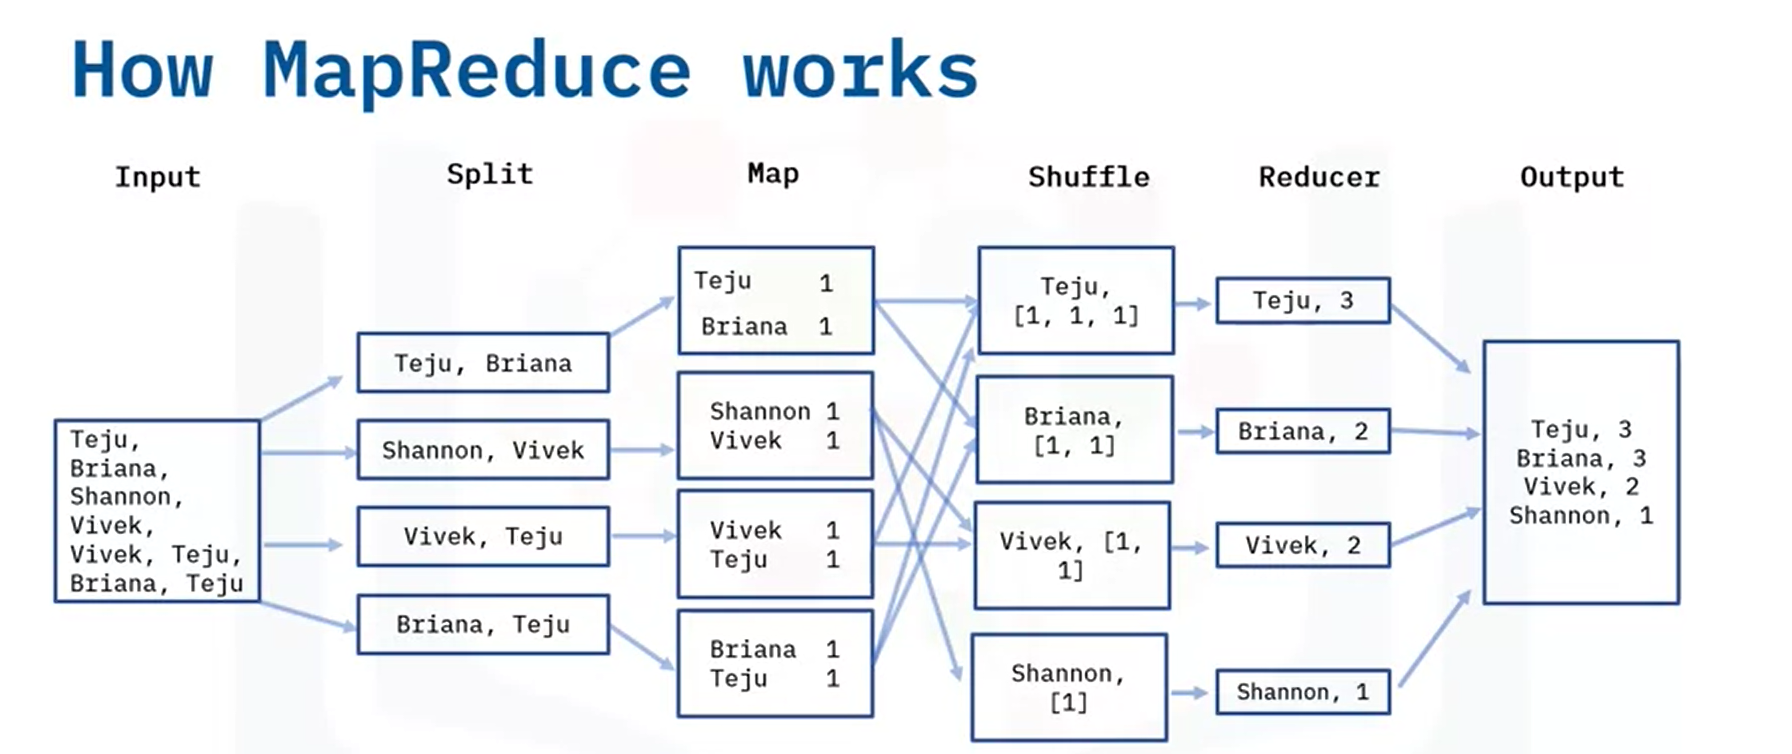 How MapReduce works
Input
Split
Map
Shuffle
Reducer
Output
Teju,
Briana,
Shannon,
Vivek,
Vivek, Teju,
Briana, Teju
Teju, Briana
Shannon, Vivek
Vivek, Teju
Briana, Teju
Teju 1
Briana 1
Shannon 1
Vivek 1
Vivek 1
Teju 1
Briana 1
Teju 1
Teju,
[1, 1, 1]
Briana,
[1, 1]
Vivek, [1,
1]
Shannon,
[1]
Teju, 3
Briana, 2
Vivek, 2
Shannon, 1
Teju, 3
Briana, 3
Vivek, 2
Shannon, 1